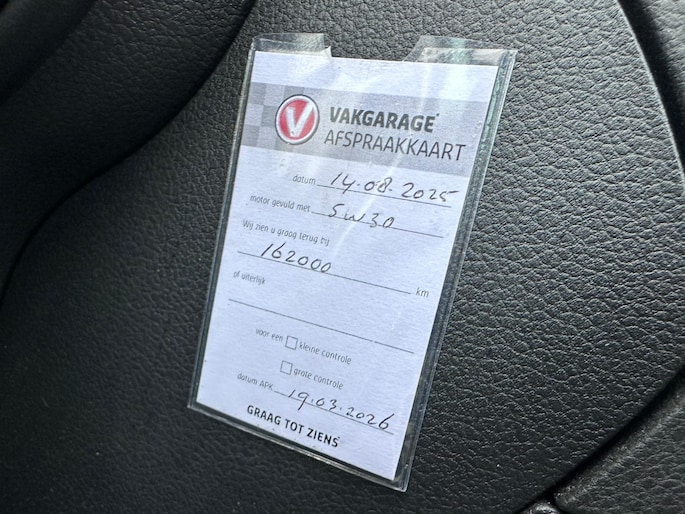 V VAKGARAGE
AFSPRAAKKAART
datum 14.08.2025
motor gevuld met 5W30
Wij zien u graag terug bij
162000 km
of uiterlijk
voor een kleine controle
grote controle
datum APK 19.03.2026
GRAAG TOT ZIENS